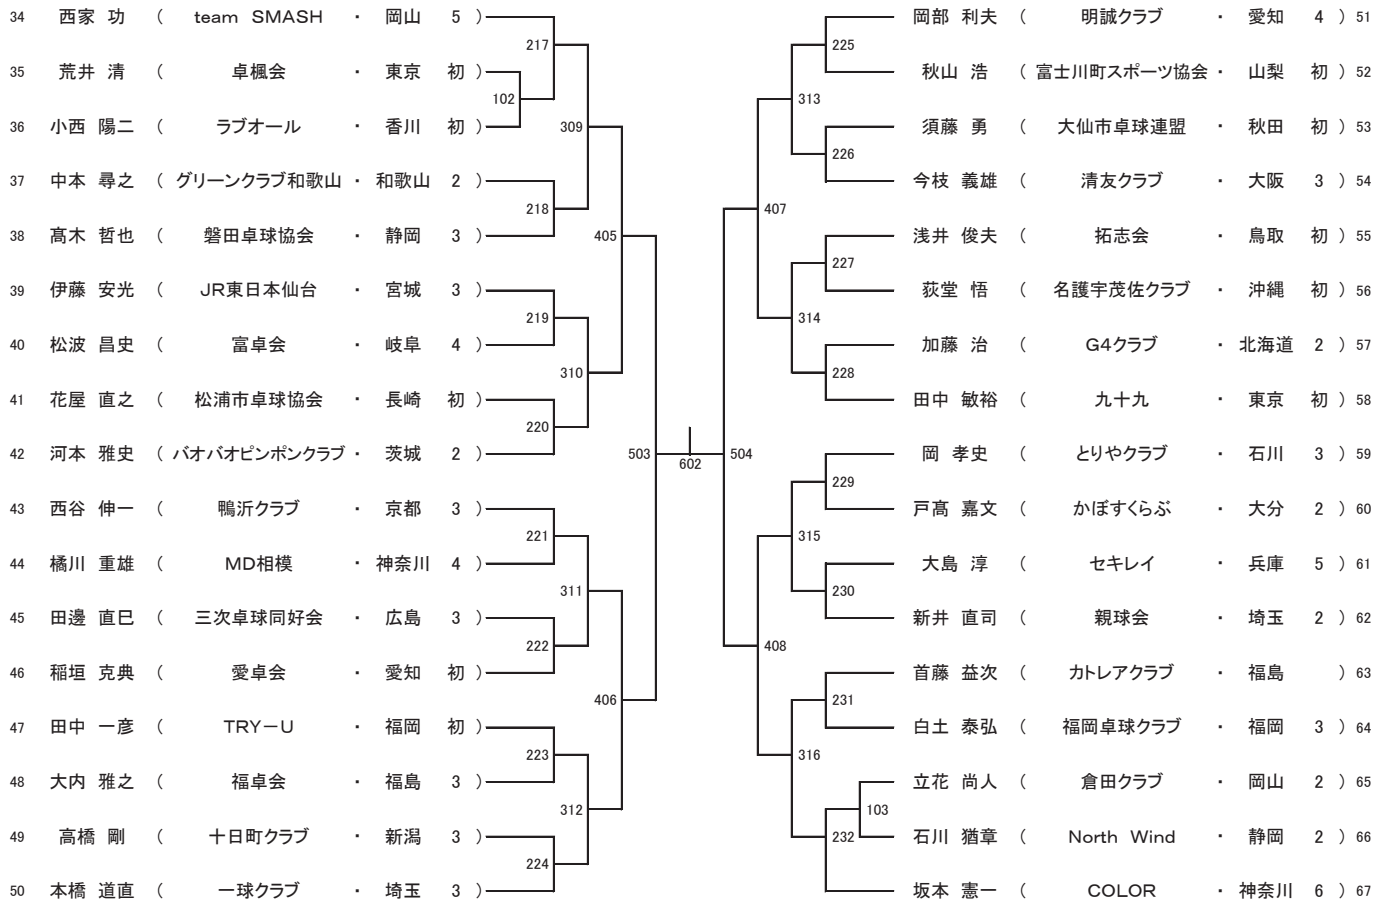 34 西家 功 ( team SMASH ・ 岡山 5 )
217
35 荒井 清 ( 卓楓会 ・ 東京 初 )
102
36 小西 陽二 ( ラブオール ・ 香川 初 )
309
37 中本 尋之 ( グリーンクラブ和歌山 ・ 和歌山 2 )
218
38 髙木 哲也 ( 磐田卓球協会 ・ 静岡 3 )
405
39 伊藤 安光 ( JR東日本仙台 ・ 宮城 3 )
219
40 松波 昌史 ( 富卓会 ・ 岐阜 4 )
310
41 花屋 直之 ( 松浦市卓球協会 ・ 長崎 初 )
220
42 河本 雅史 ( バオバオピンポンクラブ ・ 茨城 2 )
503
43 西谷 伸一 ( 鴨沂クラブ ・ 京都 3 )
221
44 橘川 重雄 ( MD相模 ・ 神奈川 4 )
311
45 田邊 直巳 ( 三次卓球同好会 ・ 広島 3 )
222
46 稲垣 克典 ( 愛卓会 ・ 愛知 初 )
406
47 田中 一彦 ( TRY－U ・ 福岡 初 )
223
48 大内 雅之 ( 福卓会 ・ 福島 3 )
312
49 高橋 剛 ( 十日町クラブ ・ 新潟 3 )
224
50 本橋 道直 ( 一球クラブ ・ 埼玉 3 )
602
岡部 利夫 ( 明誠クラブ ・ 愛知 4 ) 51
225
秋山 浩 ( 富士川町スポーツ協会 ・ 山梨 初 ) 52
313
須藤 勇 ( 大仙市卓球連盟 ・ 秋田 初 ) 53
226
今枝 義雄 ( 清友クラブ ・ 大阪 3 ) 54
407
浅井 俊夫 ( 拓志会 ・ 鳥取 初 ) 55
227
荻堂 悟 ( 名護宇茂佐クラブ ・ 沖縄 初 ) 56
314
加藤 治 ( G4クラブ ・ 北海道 2 ) 57
228
田中 敏裕 ( 九十九 ・ 東京 初 ) 58
504
岡 孝史 ( とりやクラブ ・ 石川 3 ) 59
229
戸髙 嘉文 ( かぼすくらぶ ・ 大分 2 ) 60
315
大島 淳 ( セキレイ ・ 兵庫 5 ) 61
230
新井 直司 ( 親球会 ・ 埼玉 2 ) 62
408
首藤 益次 ( カトレアクラブ ・ 福島 ) 63
231
白土 泰弘 ( 福岡卓球クラブ ・ 福岡 3 ) 64
316
立花 尚人 ( 倉田クラブ ・ 岡山 2 ) 65
103
232
石川 猶章 ( North Wind ・ 静岡 2 ) 66
坂本 憲一 ( COLOR ・ 神奈川 6 ) 67